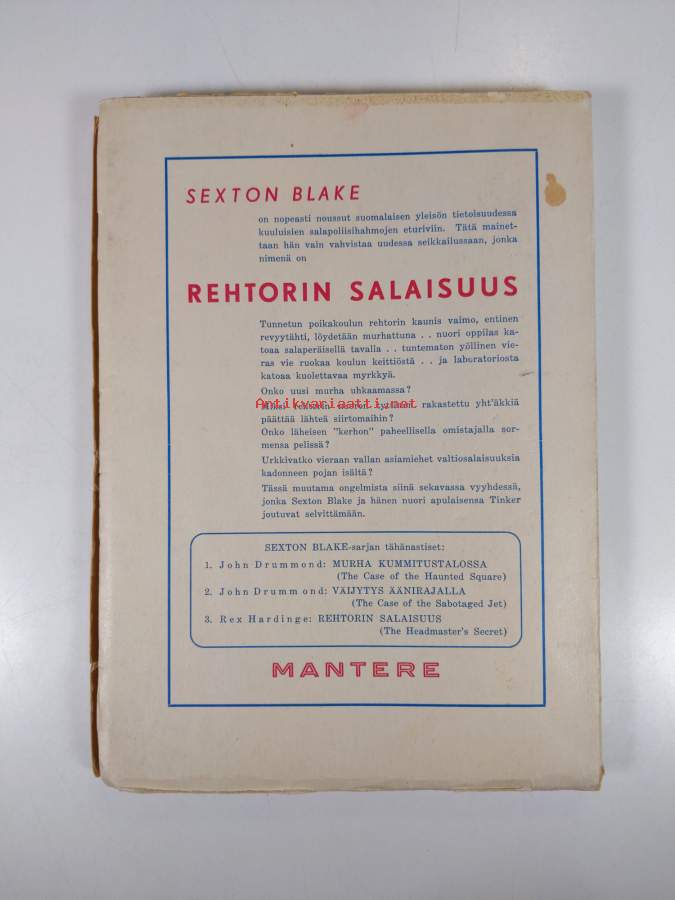 SEXTON BLAKE
on nopeasti noussut suomalaisen yleisön tietoisuudessa
kuuluisien salapoliisihahmojen eturiviin. Tätä mainet-
taan hän vain vahvistaa uudessa seikkailussaan, jonka
nimenä on
REHTORIN SALAISUUS
Tunnetun poikakoulun rehtorin kaunis vaimo, entinen
revyytähti, löydetään murhattuna . . nuori oppilas ka-
toaa salaperäisellä tavalla . . tuntematon yöllinen vie-
ras vie ruokaa koulun keittiöstä . . ja laboratoriosta
katoaa kuolettavaa myrkkyä.
Onko uusi murha uhkaamassa?
Antikvariaatti.net
Miksi rehtorin nuoren tyttären rakastettu yht'äkkiä
päättää lähteä siirtomaihin?
Onko läheisen "kerhon" paheellisella omistajalla sor-
mensa pelissä?
Urkkivatko vieraan vallan asiamiehet valtiosalaisuuksia
kadonneen pojan isältä?
Tässä muutama ongelmista siinä sekavassa vyyhdessä,
jonka Sexton Blake ja hänen nuori apulaisensa Tinker
joutuvat selvittämään.
SEXTON BLAKE-sarjan tähänastiset:
1. John Drummond: MURHA KUMMITUSTALOSSA
(The Case of the Haunted Square)
2. John Drummond: VÄIJYTYS ÄÄNIRAJALLA
(The Case of the Sabotaged Jet)
3. Rex Hardinge: REHTORIN SALAISUUS
(The Headmaster's Secret)
MANTERE